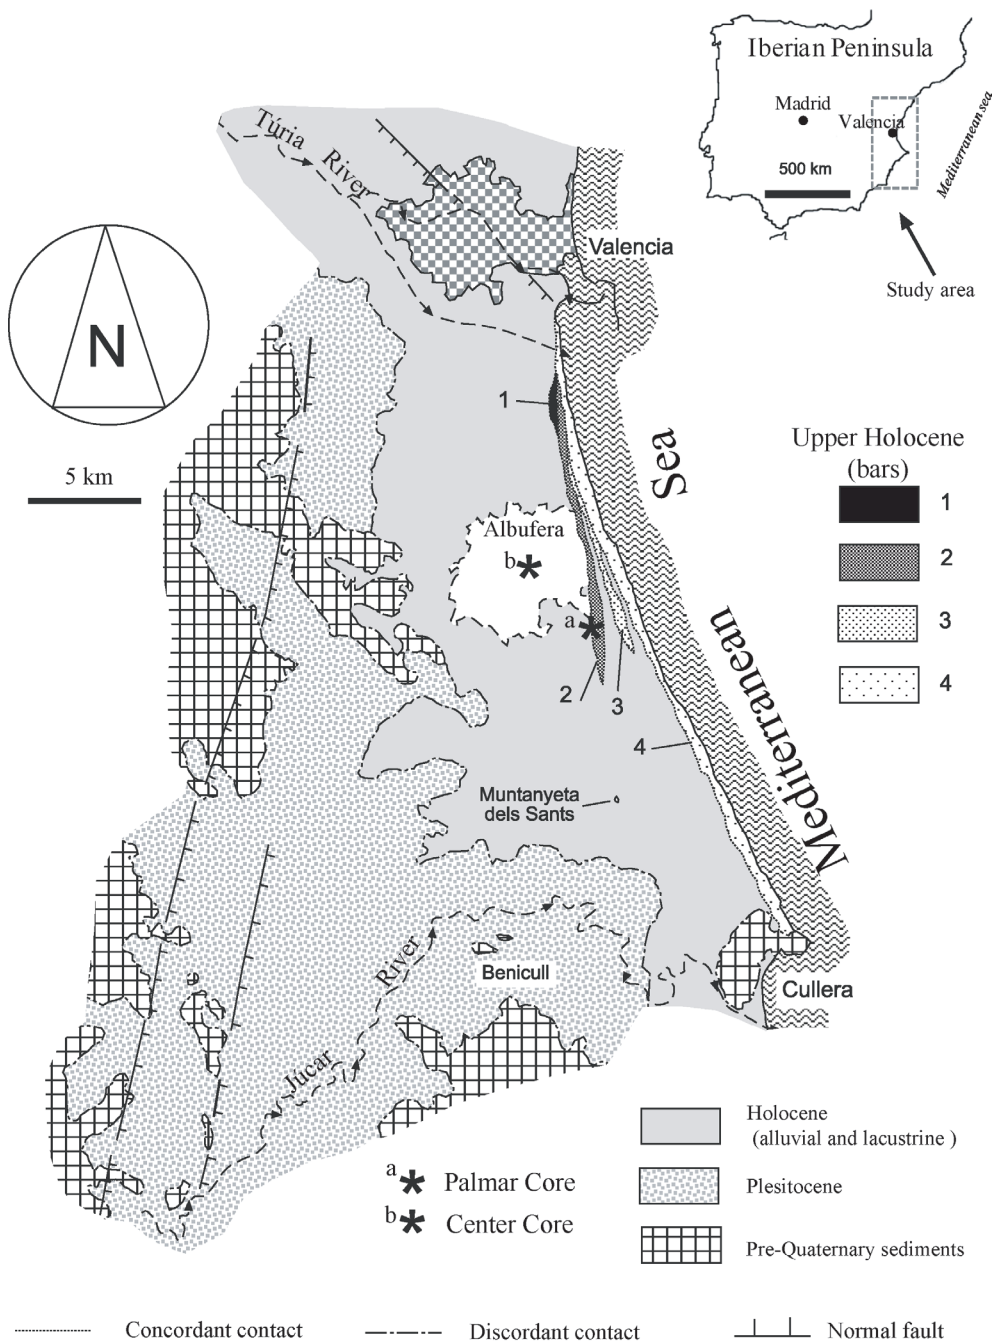 Iberian Peninsula
Madrid
Valencia
500 km
Mediterranean sea
Study area
Túria
River
Valencia
N
5 km
1
Sea
Upper Holocene
(bars)
1
2
3
4
Albufera
b
a
2
3
4
Mediterranean
Muntanyeta
dels Sants
River
Benicull
Cullera
Jucar
Holocene
(alluvial and lacustrine )
a
Palmar Core
Plesitocene
b
Center Core
Pre-Quaternary sediments
Concordant contact
Discordant contact
Normal fault